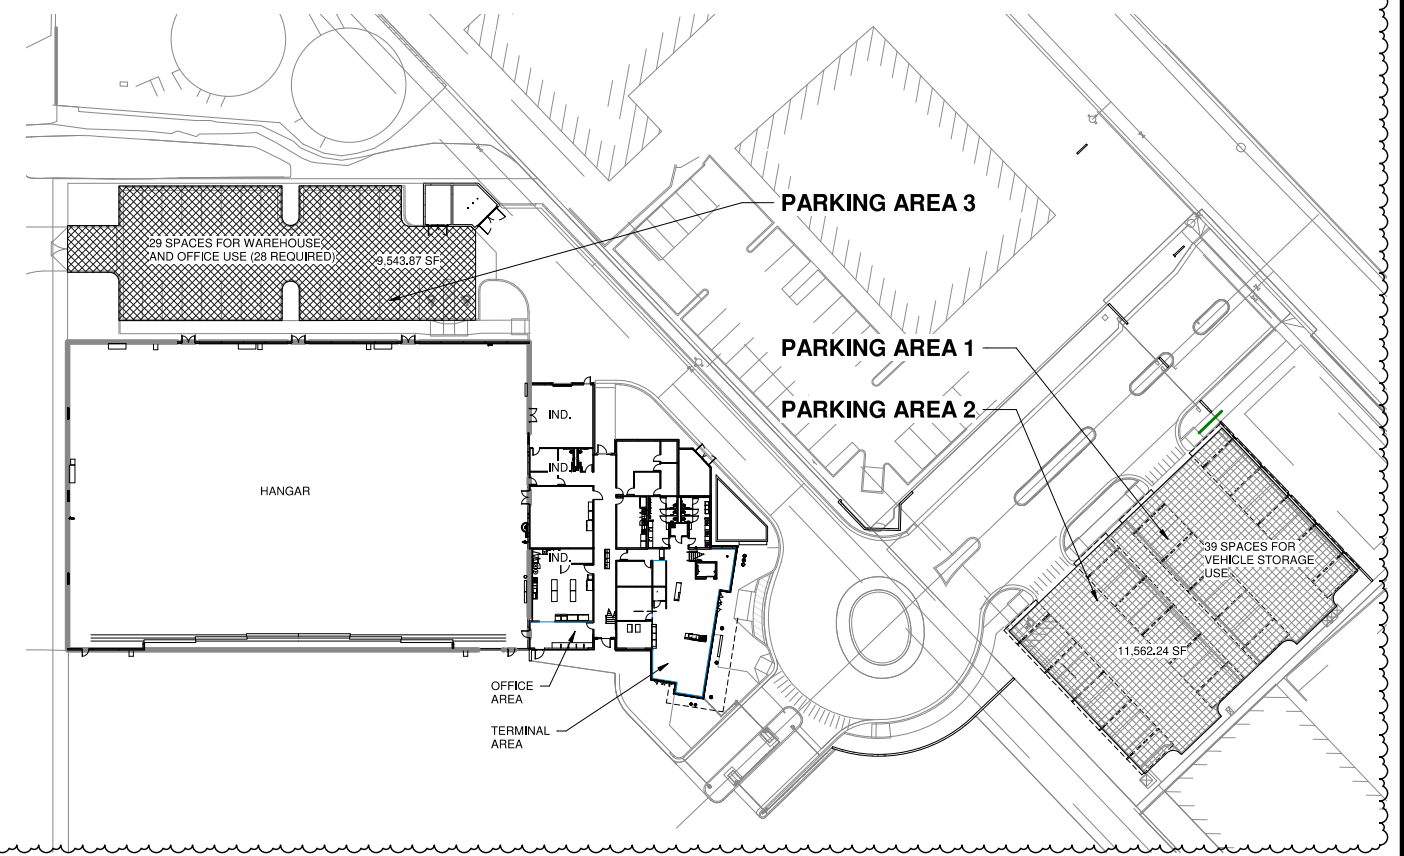 PARKING AREA 3
29 SPACES FOR WAREHOUSE
AND OFFICE USE (28 REQUIRED)
9,543.87 SF
PARKING AREA 1
PARKING AREA 2
IND.
IND.
HANGAR
IND.
39 SPACES FOR
VEHICLE STORAGE
USE
11,562.24 SF
OFFICE
AREA
TERMINAL
AREA